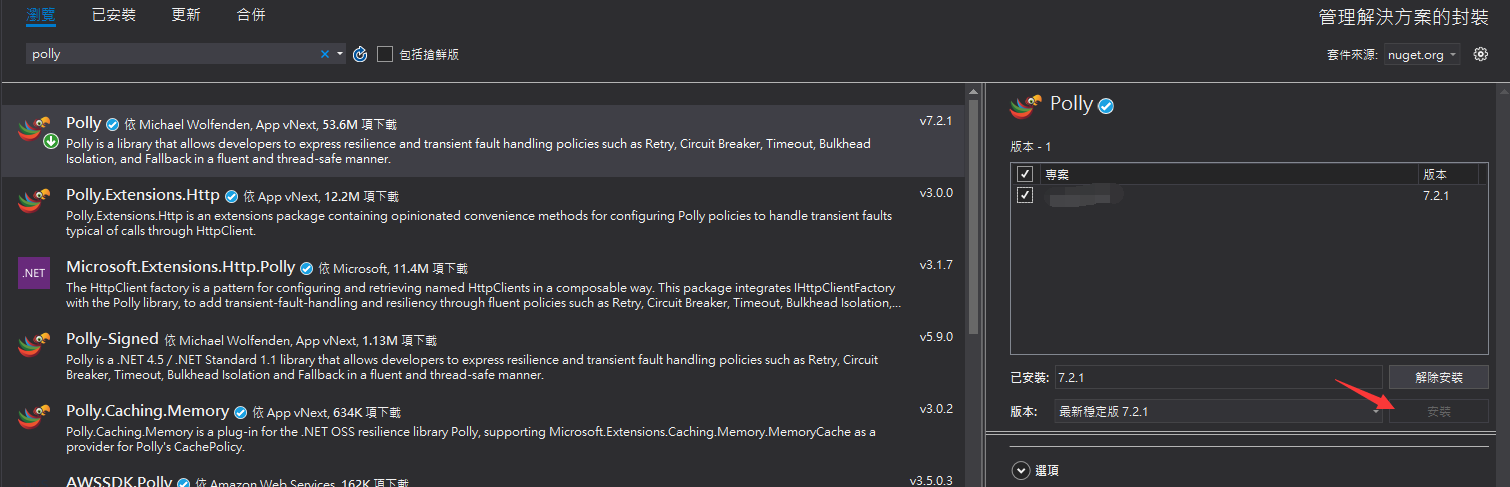 瀏覽 已安裝 更新 合併
管理解決方案的封裝
polly
包括搶鮮版
套件來源: nuget.org
Polly 依 Michael Wolfenden, App vNext, 53.6M 項下載 v7.2.1
Polly is a library that allows developers to express resilience and transient fault handling policies such as Retry, Circuit Breaker, Timeout, Bulkhead
Isolation, and Fallback in a fluent and thread-safe manner.
Polly.Extensions.Http 依 App vNext, 12.2M 項下載 v3.0.0
Polly.Extensions.Http is an extensions package containing opinionated convenience methods for configuring Polly policies to handle transient faults
typical of calls through HttpClient.
.NET
Microsoft.Extensions.Http.Polly 依 Microsoft, 11.4M 項下載 v3.1.7
The HttpClient factory is a pattern for configuring and retrieving named HttpClients in a composable way. This package integrates IHttpClientFactory
with the Polly library, to add transient-fault-handling and resiliency through fluent policies such as Retry, Circuit Breaker, Timeout, Bulkhead Isolation,...
Polly-Signed 依 Michael Wolfenden, App vNext, 1.13M 項下載 v5.9.0
Polly is a .NET 4.5 / .NET Standard 1.1 library that allows developers to express resilience and transient fault handling policies such as Retry, Circuit
Breaker, Timeout, Bulkhead Isolation and Fallback in a fluent and thread-safe manner.
Polly.Caching.Memory 依 App vNext, 634K 項下載 v3.0.2
Polly.Caching.Memory is a plug-in for the .NET OSS resilience library Polly, supporting Microsoft.Extensions.Caching.Memory.MemoryCache as a
provider for Polly's CachePolicy.
AWSSDK.Polly 依 Amazon Web Services, 162K 項下載 v3.5.0.3
Polly
版本 - 1
專案 版本
7.2.1
已安裝: 7.2.1 解除安裝
版本: 最新穩定版 7.2.1 安裝
選項